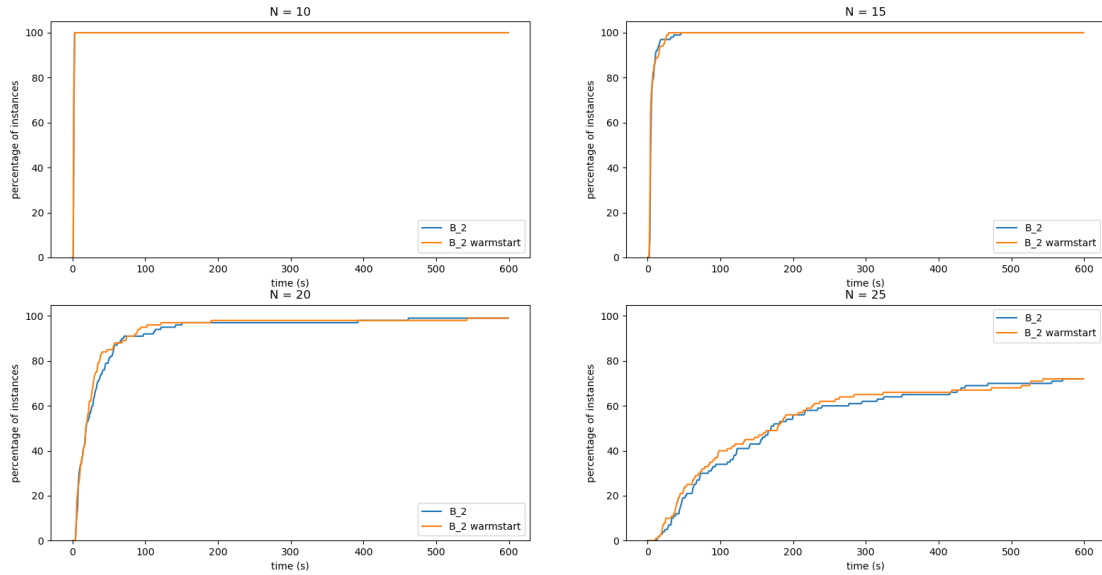 N = 10
percentage of instances
100
80
60
40
20
0
B_2
B_2 warmstart
0 100 200 300 400 500 600
time (s)
N = 15
percentage of instances
100
80
60
40
20
0
B_2
B_2 warmstart
0 100 200 300 400 500 600
time (s)
N = 20
percentage of instances
100
80
60
40
20
0
B_2
B_2 warmstart
0 100 200 300 400 500 600
time (s)
N = 25
percentage of instances
100
80
60
40
20
0
B_2
B_2 warmstart
0 100 200 300 400 500 600
time (s)